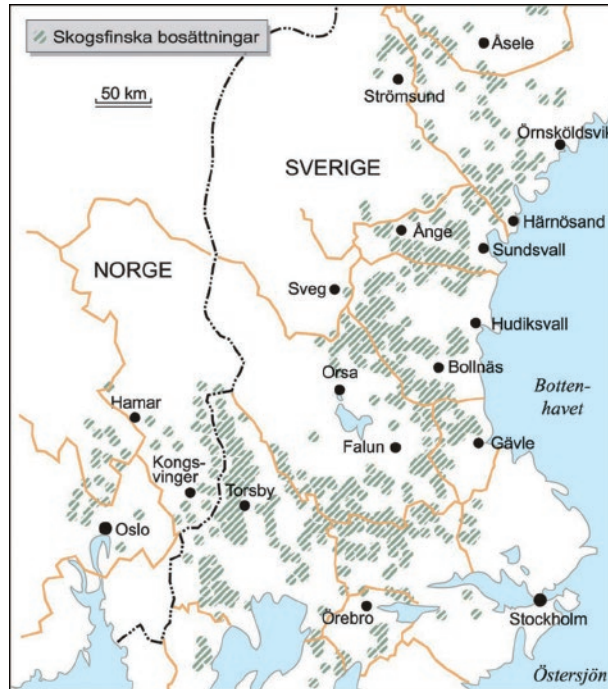 Skogsfinska bosättningar
50 km
Åsele
Strömsund
Örnsköldsvik
SVERIGE
Härnösand
Ånge
Sundsvall
NORGE
Sveg
Hudiksvall
Bollnäs
Orsa
Botten-
havet
Hamar
Falun
Gävle
Kongs-
vinger
Torsby
Oslo
Örebro
Stockholm
Östersjön